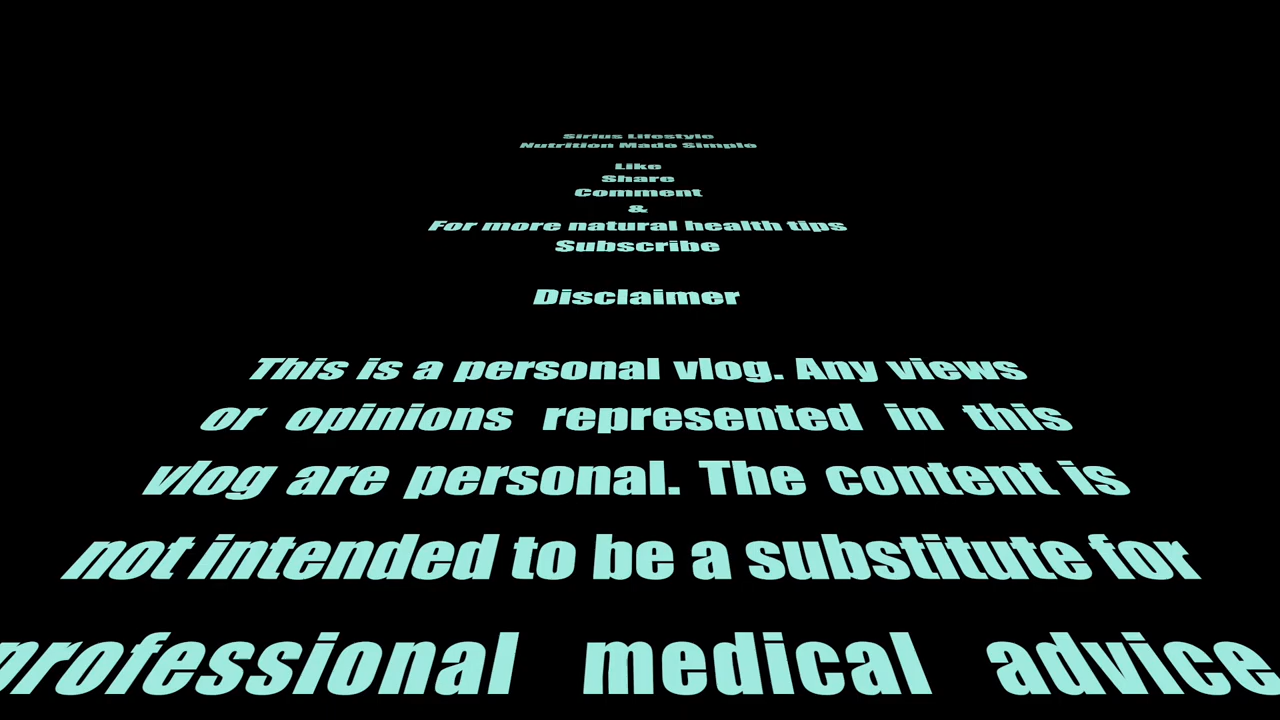 Sirius Lifestyle
Nutrition Made Simple
Like
Share
Comment
&
For more natural health tips
Subscribe
Disclaimer
This is a personal vlog. Any views
or opinions represented in this
vlog are personal. The content is
not intended to be a substitute for
professional medical advice